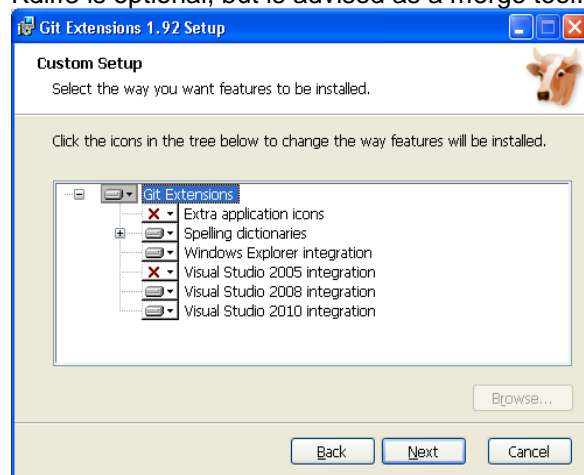 is optional, but is advised as a merge tool.
Git Extensions 1.92 Setup
Custom Setup
Select the way you want features to be installed.
Click the icons in the tree below to change the way features will be installed.
Git Extensions
Extra application icons
Spelling dictionaries
Windows Explorer integration
Visual Studio 2005 integration
Visual Studio 2008 integration
Visual Studio 2010 integration
Browse...
Back Next Cancel